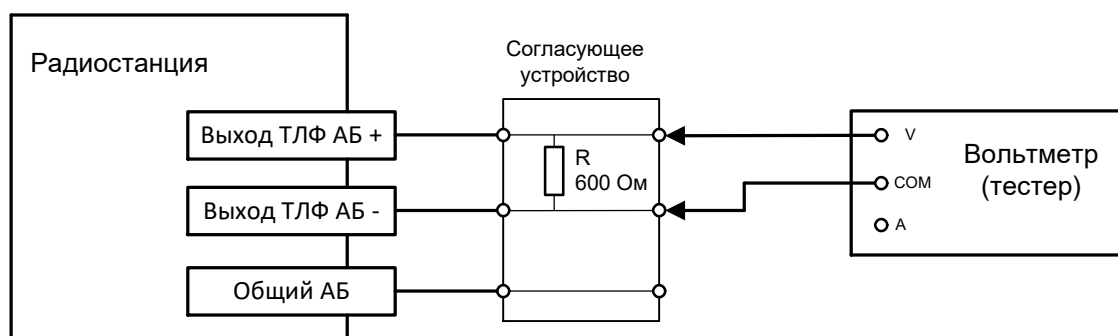 Радиостанция
Согласующее
устройство
Выход ТЛФ АБ +
Выход ТЛФ АБ -
Общий АБ
R
600 Ом
V
COM
A
Вольтметр
(тестер)